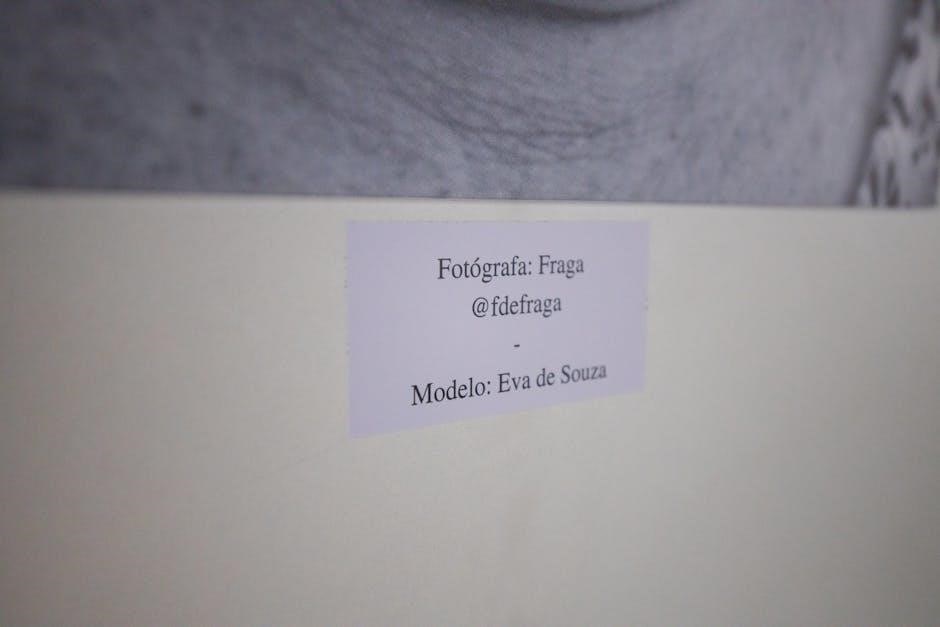 Fotógrafa: Fraga
@fdefraga
-
Modelo: Eva de Souza